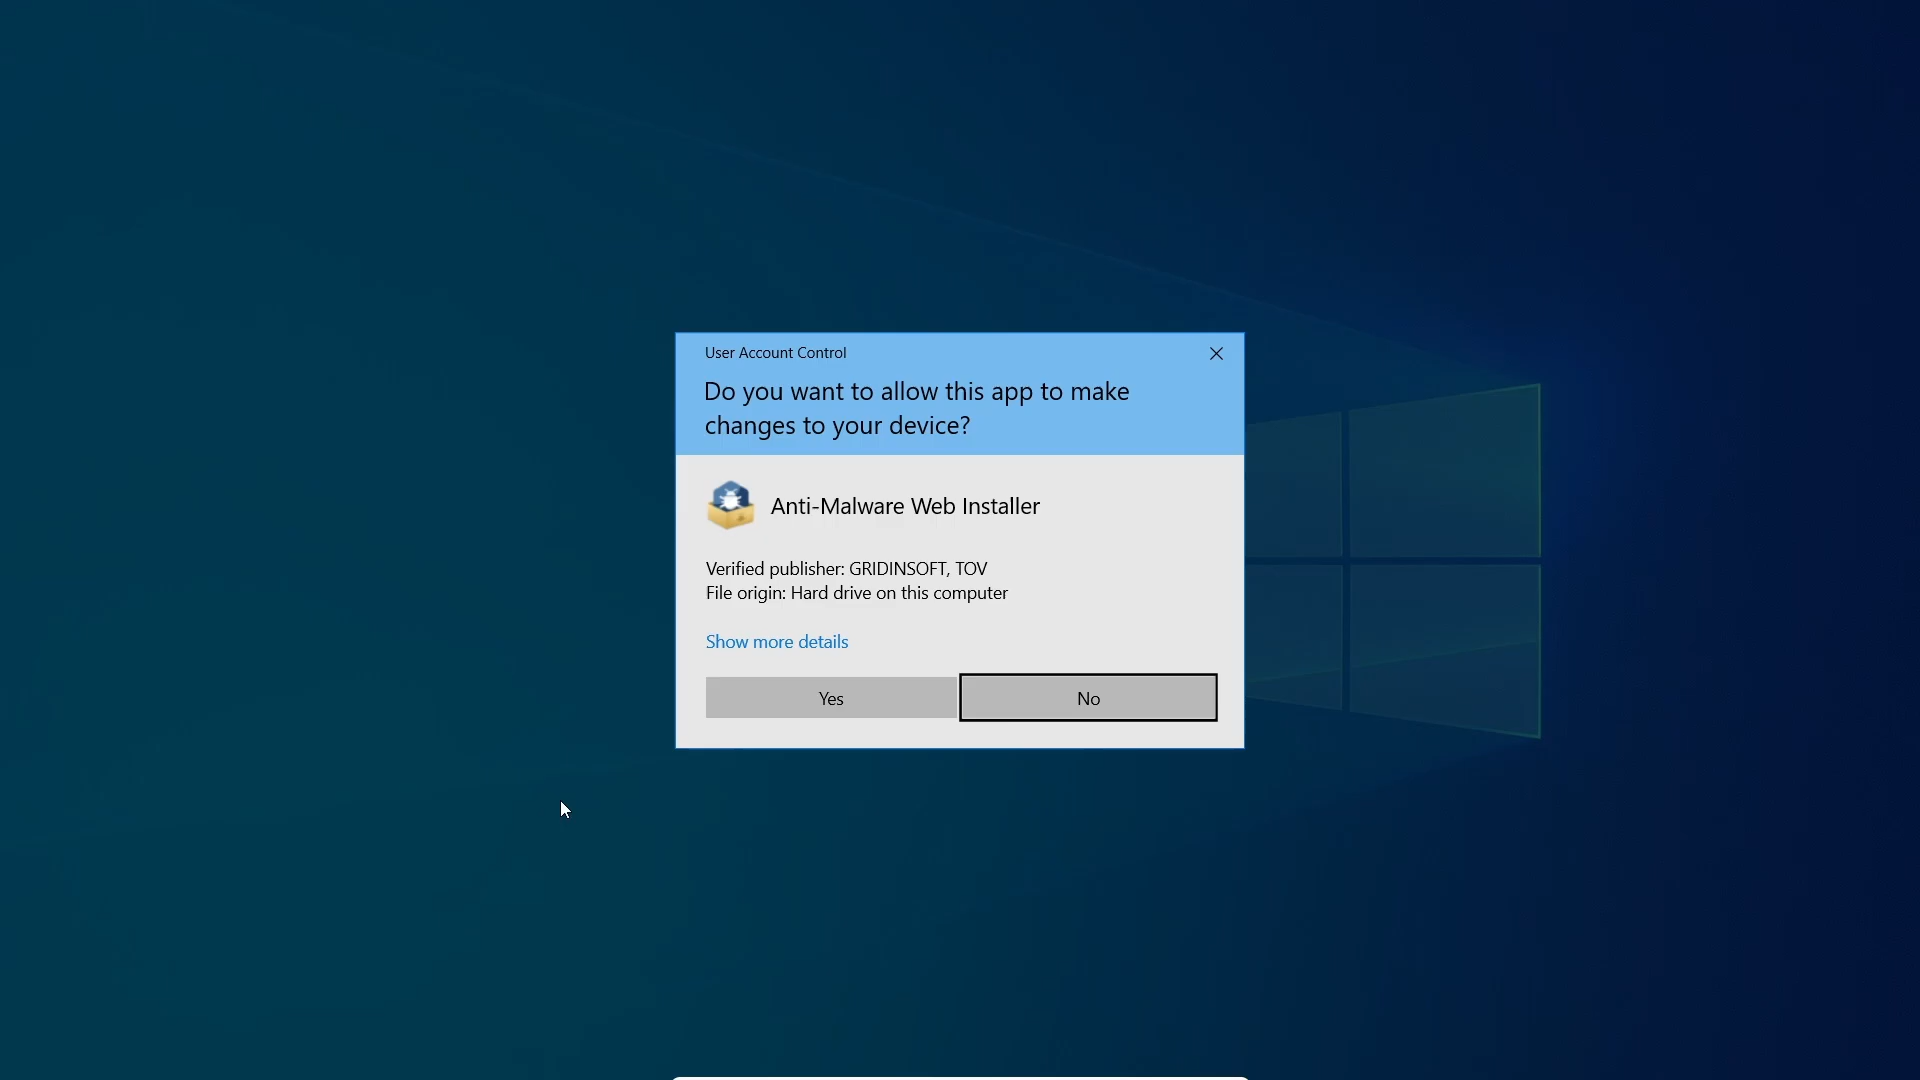 User Account Control
Do you want to allow this app to make
changes to your device?
Anti-Malware Web Installer
Verified publisher: GRIDINSOFT, TOV
File origin: Hard drive on this computer
Show more details
Yes
No